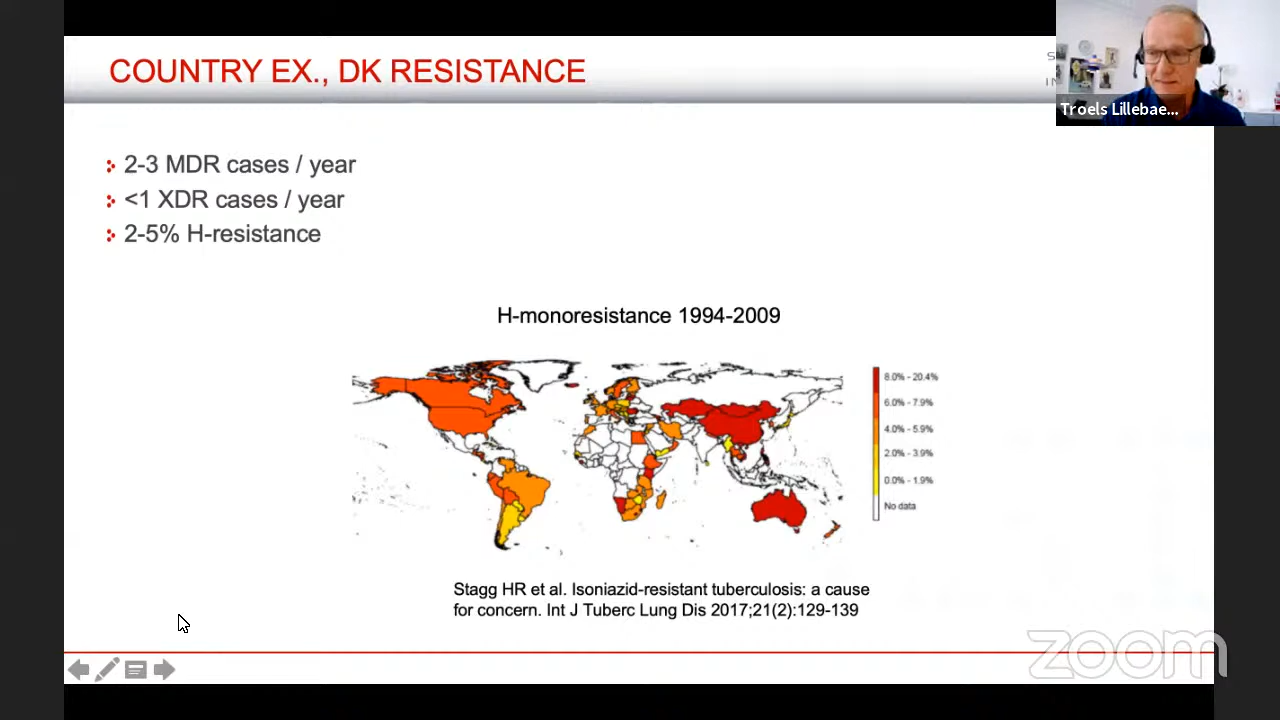 COUNTRY EX., DK RESISTANCE
Troels Lillebae...
2-3 MDR cases / year
<1 XDR cases / year
2-5% H-resistance
H-monoresistance 1994-2009
8.0% - 20.4%
6.0% - 7.9%
4.0% - 5.9%
2.0% - 3.9%
0.0% - 1.9%
No data
Stagg HR et al. Isoniazid-resistant tuberculosis: a cause
for concern. Int J Tuberc Lung Dis 2017;21(2):129-139
zoom